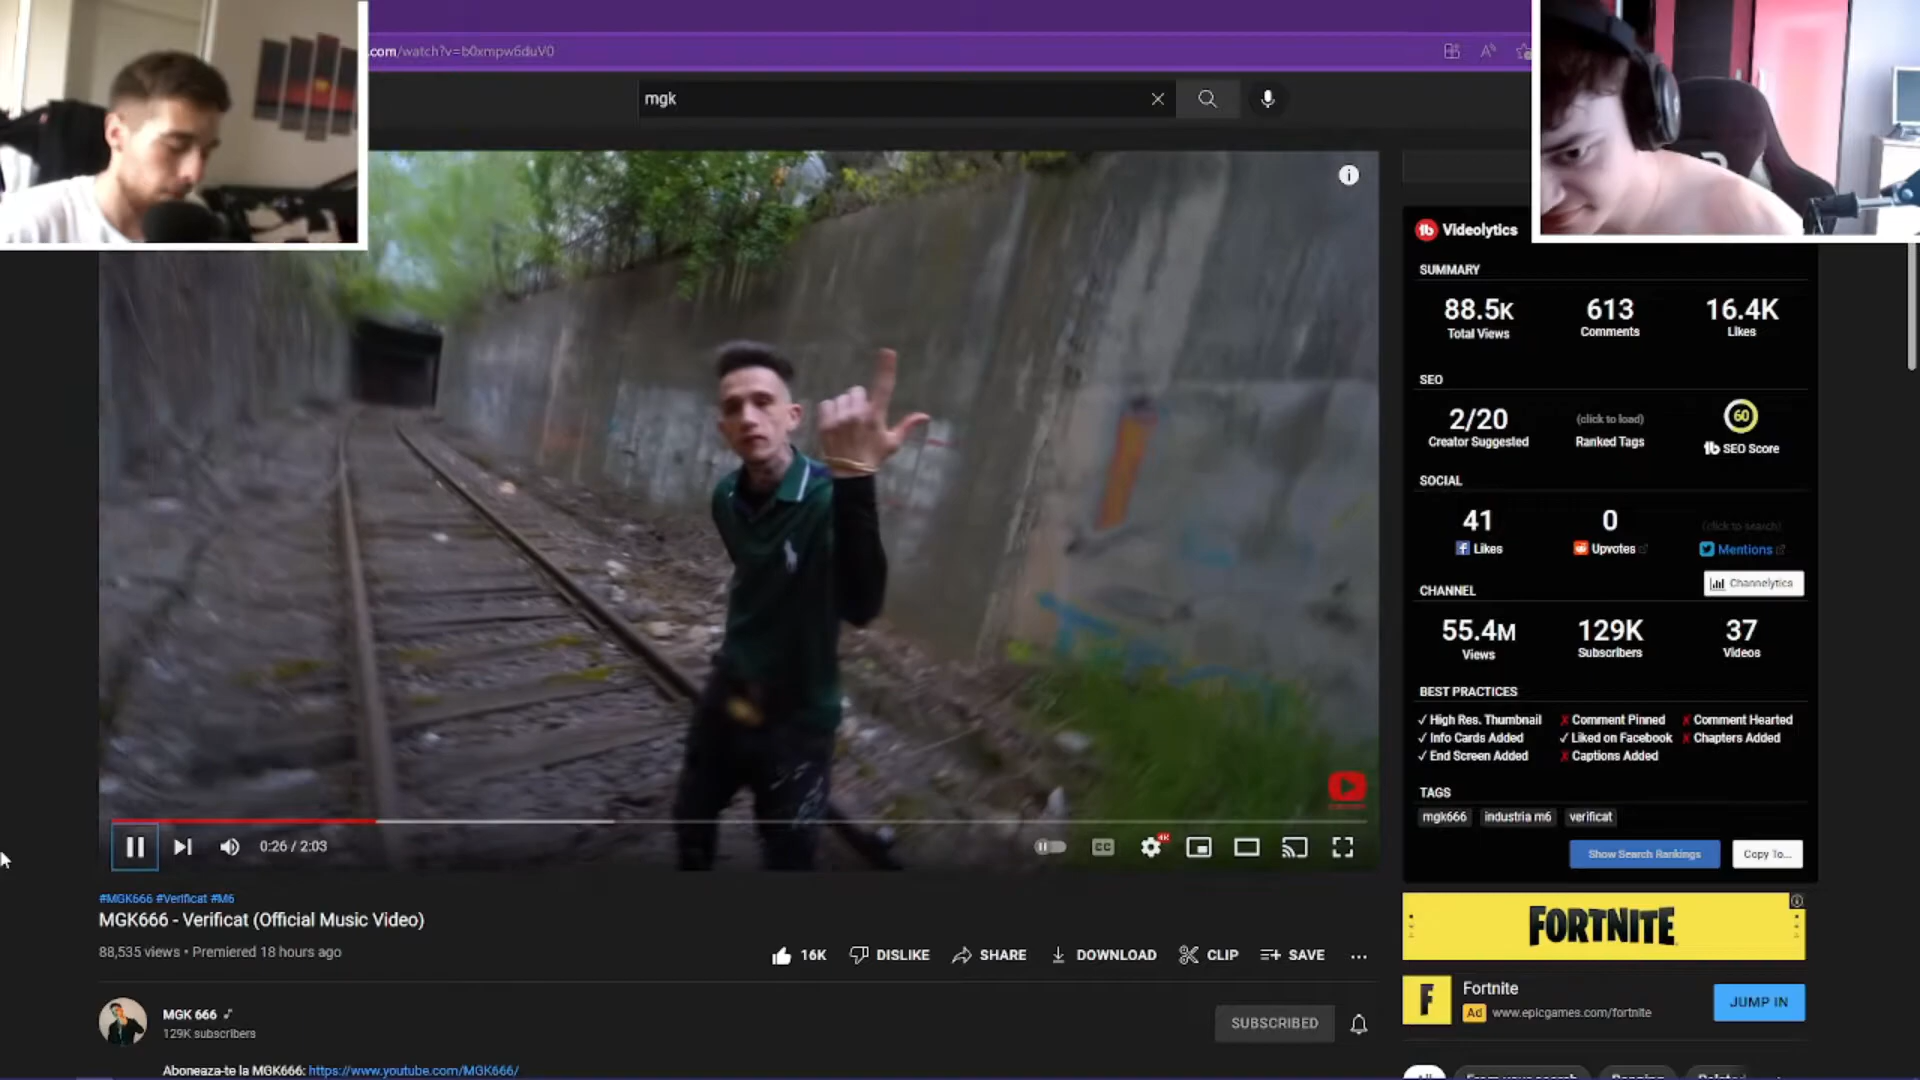 .com/watch?v=b0xmpw6duV0
mgk
Videolytics
SUMMARY
88.5K 613 16.4K
Total Views Comments Likes
SEO
2/20 (click to load) 60
Creator Suggested Ranked Tags SEO Score
SOCIAL
41 0 (click to search)
Likes Upvotes Mentions
Channelytics
CHANNEL
55.4M 129K 37
Views Subscribers Videos
BEST PRACTICES
✓ High Res. Thumbnail ✗ Comment Pinned ✗ Comment Hearted
✓ Info Cards Added ✓ Liked on Facebook ✗ Chapters Added
✓ End Screen Added ✗ Captions Added
TAGS
mgk666 industria m6 verificat
Show Search Rankings Copy To...
0:26 / 2:03
CC
4K
#MGK666 #Verificat #M6
MGK666 - Verificat (Official Music Video)
88,535 views • Premiered 18 hours ago
16K DISLIKE SHARE DOWNLOAD CLIP SAVE ...
FORTNITE
F
Fortnite
Ad www.epicgames.com/fortnite
JUMP IN
MGK 666
129K subscribers
SUBSCRIBED
Aboneaza-te la MGK666: https://www.youtube.com/MGK666/